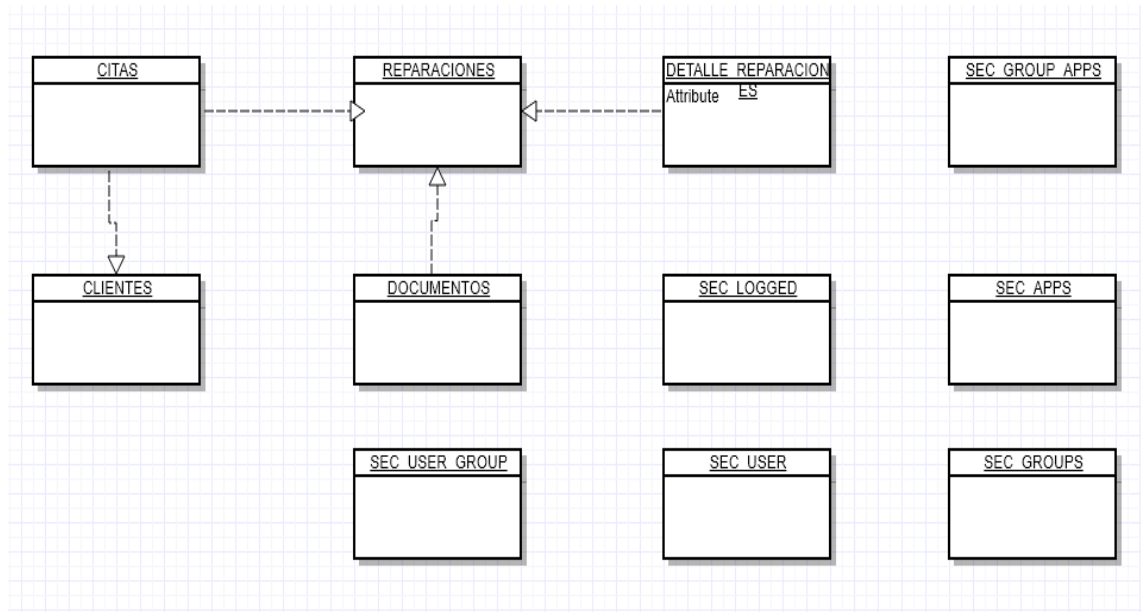 CITAS
REPARACIONES
DETALLE_REPARACION
ES
Attribute
SEC_GROUP_APPS
CLIENTES
DOCUMENTOS
SEC_LOGGED
SEC_APPS
SEC_USER_GROUP
SEC_USER
SEC_GROUPS